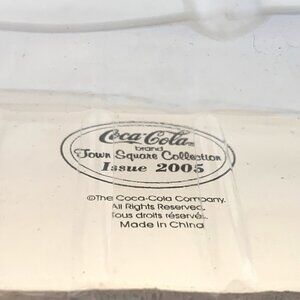 Coca-Cola®
brand
Town Square Collection
Issue 2005
©The Coca-Cola Company.
All Rights Reserved.
Tous droits réservés.
Made in China